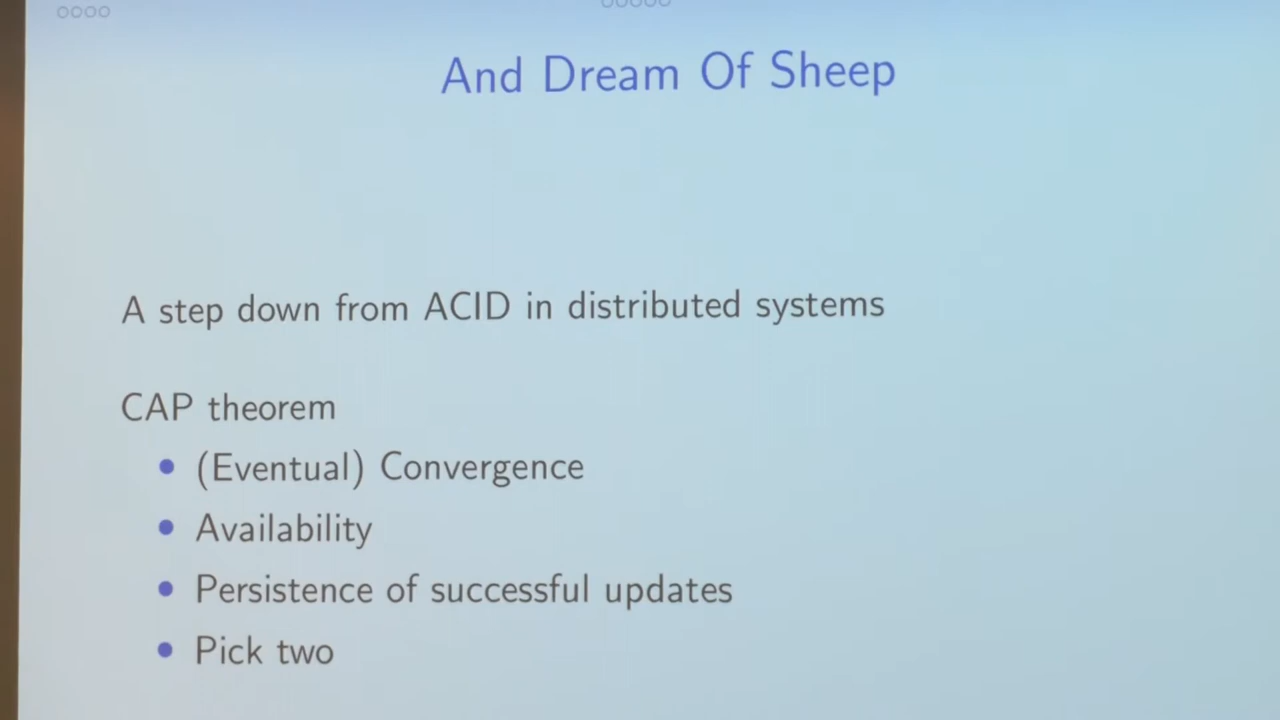 And Dream Of Sheep
A step down from ACID in distributed systems
CAP theorem
(Eventual) Convergence
Availability
Persistence of successful updates
Pick two